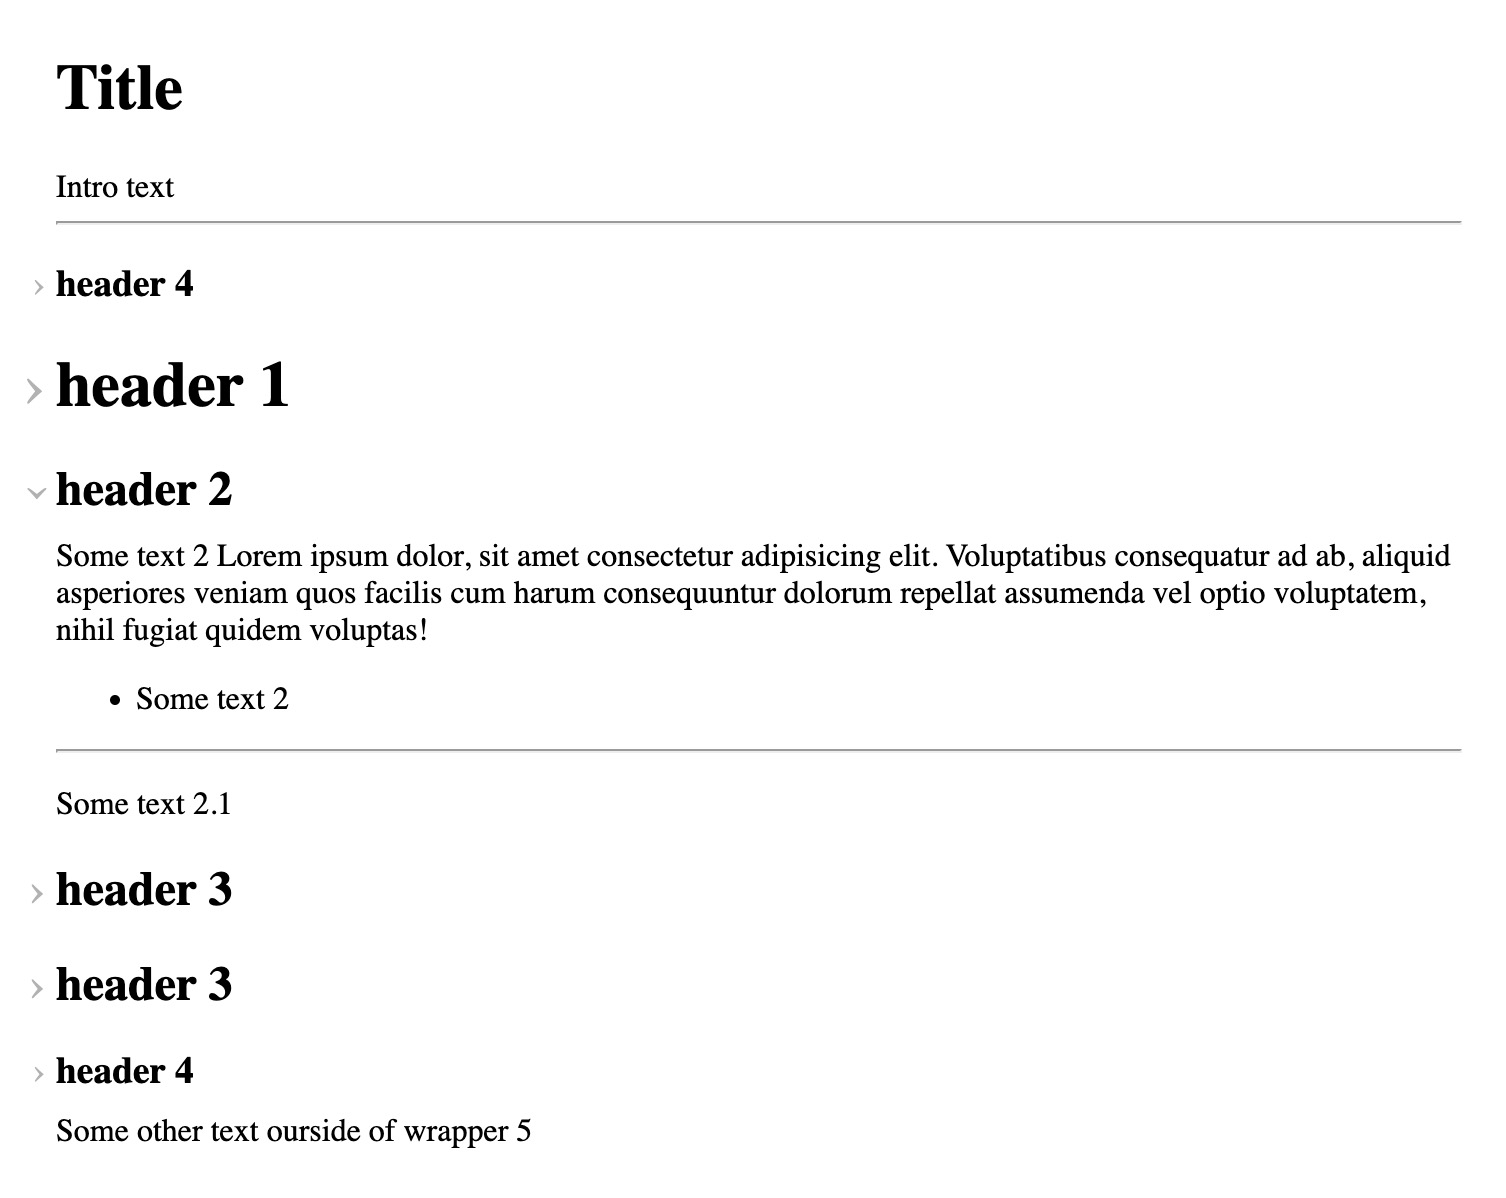 Title
Intro text
header 4
header 1
header 2
Some text 2 Lorem ipsum dolor, sit amet consectetur adipisicing elit. Voluptatibus consequatur ad ab, aliquid
asperiores veniam quos facilis cum harum consequuntur dolorum repellat assumenda vel optio voluptatem,
nihil fugiat quidem voluptas!
• Some text 2
Some text 2.1
header 3
header 3
header 4
Some other text ourside of wrapper 5